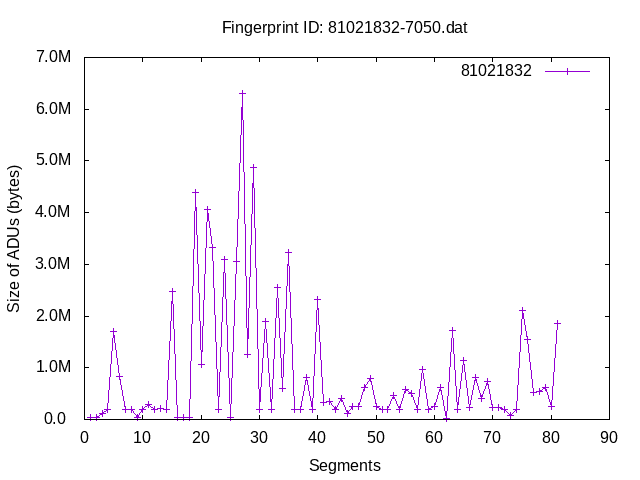 Fingerprint ID: 81021832-7050.dat
81021832
Size of ADUs (bytes)
7.0M
6.0M
5.0M
4.0M
3.0M
2.0M
1.0M
0.0
0 10 20 30 40 50 60 70 80 90
Segments